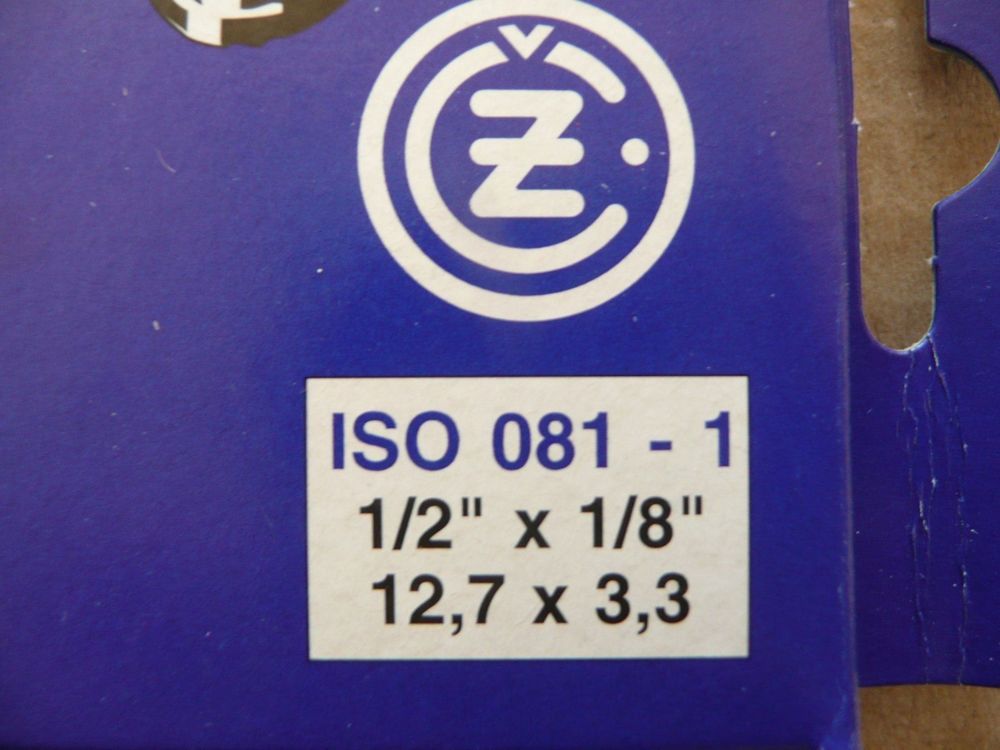 ČZ
ISO 081 - 1
1/2" x 1/8"
12,7 x 3,3